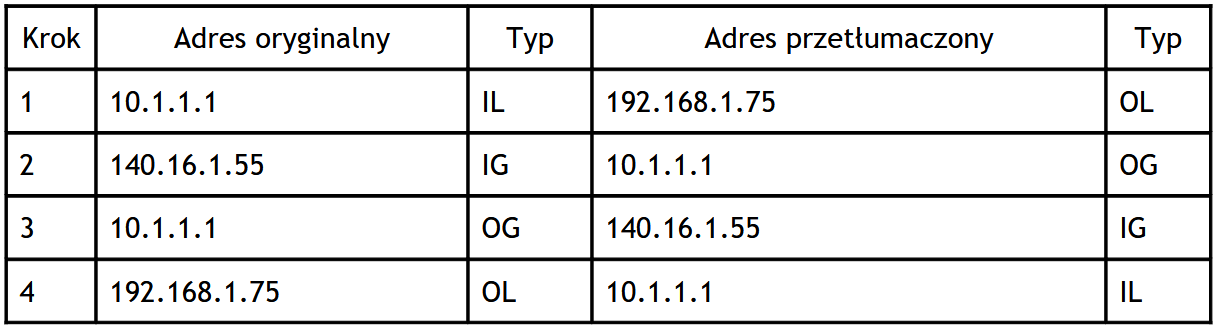 Krok Adres oryginalny Typ Adres przetłumaczony Typ
1 10.1.1.1 IL 192.168.1.75 OL
2 140.16.1.55 IG 10.1.1.1 OG
3 10.1.1.1 OG 140.16.1.55 IG
4 192.168.1.75 OL 10.1.1.1 IL